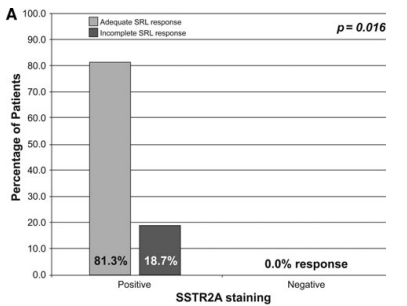 A
100.0
90.0
80.0
70.0
60.0
50.0
40.0
30.0
20.0
10.0
0.0
Percentage of Patients
Adequate SRL response
Incomplete SRL response
p = 0.016
81.3%
18.7%
0.0% response
Positive
Negative
SSTR2A staining